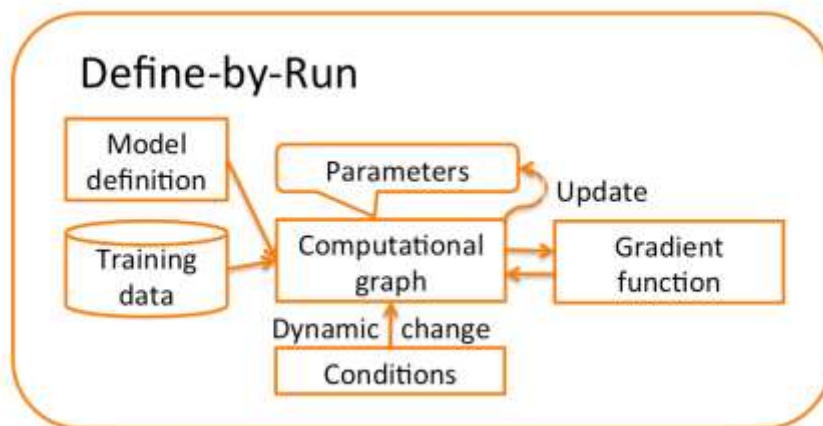 Define-by-Run
Model
definition
Parameters
Update
Training
data
Computational
graph
Gradient
function
Dynamic change
Conditions